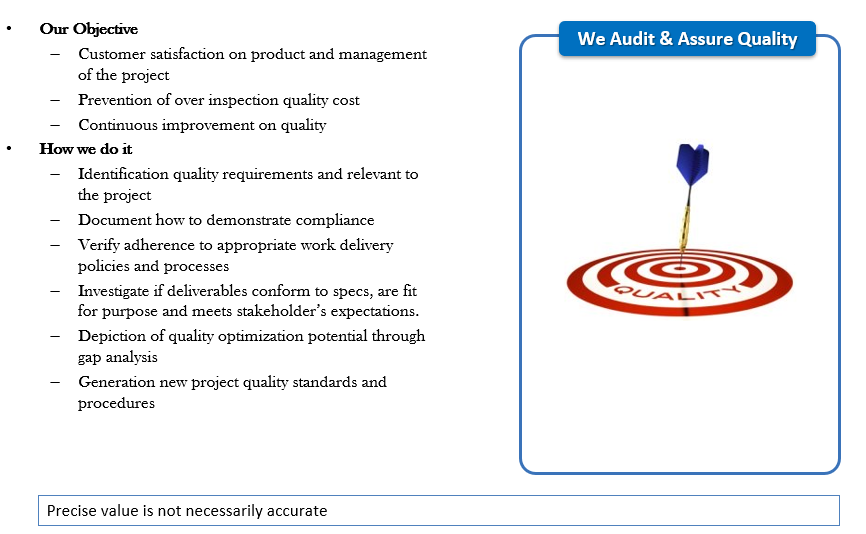 • Our Objective
– Customer satisfaction on product and management
of the project
– Prevention of over inspection quality cost
– Continuous improvement on quality
• How we do it
– Identification quality requirements and relevant to
the project
– Document how to demonstrate compliance
– Verify adherence to appropriate work delivery
policies and processes
– Investigate if deliverables conform to specs, are fit
for purpose and meets stakeholder’s expectations.
– Depiction of quality optimization potential through
gap analysis
– Generation new project quality standards and
procedures
We Audit & Assure Quality
QUALITY
Precise value is not necessarily accurate